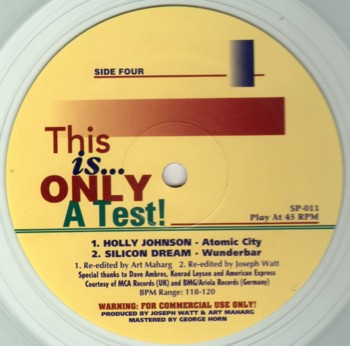 SIDE FOUR
This
is...
ONLY
A Test!
SP-011
Play At 45 RPM
1. HOLLY JOHNSON - Atomic City
2. SILICON DREAM - Wunderbar
1. Re-edited by Art Maharg 2. Re-edited by Joseph Watt
Special thanks to Dave Ambros, Konrad Leyson and American Express
Courtesy of MCA Records (UK) and BMG/Ariola Records (Germany)
BPM Range: 118-120
WARNING: FOR COMMERCIAL USE ONLY!
PRODUCED BY JOSEPH WATT & ART MAHARG
MASTERED BY GEORGE HORN